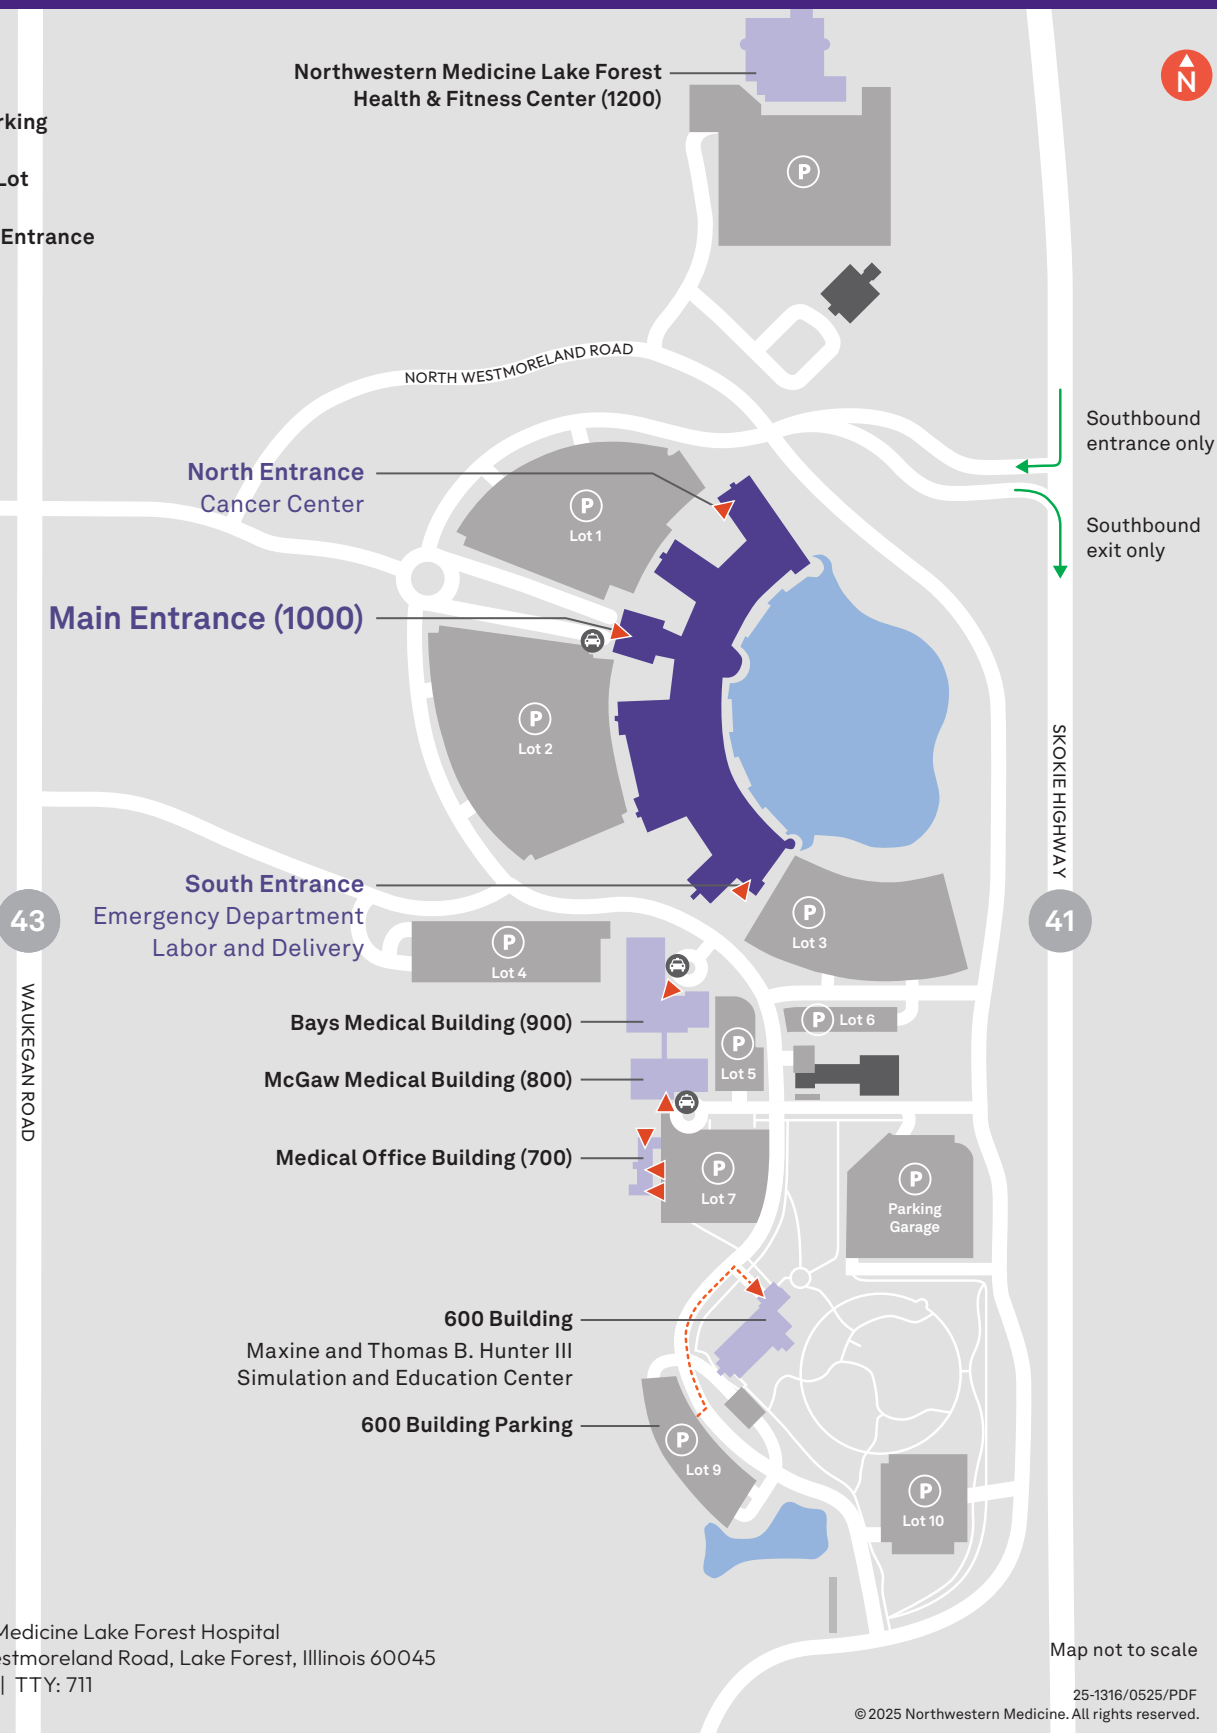 Northwestern Medicine Lake Forest
Health & Fitness Center (1200)
N
rking
Lot
Entrance
P
NORTH WESTMORELAND ROAD
Southbound
entrance only
North Entrance
Cancer Center
P
Lot 1
Southbound
exit only
Main Entrance (1000)
P
Lot 2
SKOKIE HIGHWAY
South Entrance
Emergency Department
Labor and Delivery
43
41
P
Lot 3
P
Lot 4
WAUKEGAN ROAD
Bays Medical Building (900)
P Lot 6
P
Lot 5
McGaw Medical Building (800)
Medical Office Building (700)
P
Lot 7
P
Parking
Garage
600 Building
Maxine and Thomas B. Hunter III
Simulation and Education Center
600 Building Parking
P
Lot 9
P
Lot 10
Medicine Lake Forest Hospital
estmoreland Road, Lake Forest, Illlinois 60045
| TTY: 711
Map not to scale
25-1316/0525/PDF
©2025 Northwestern Medicine. All rights reserved.